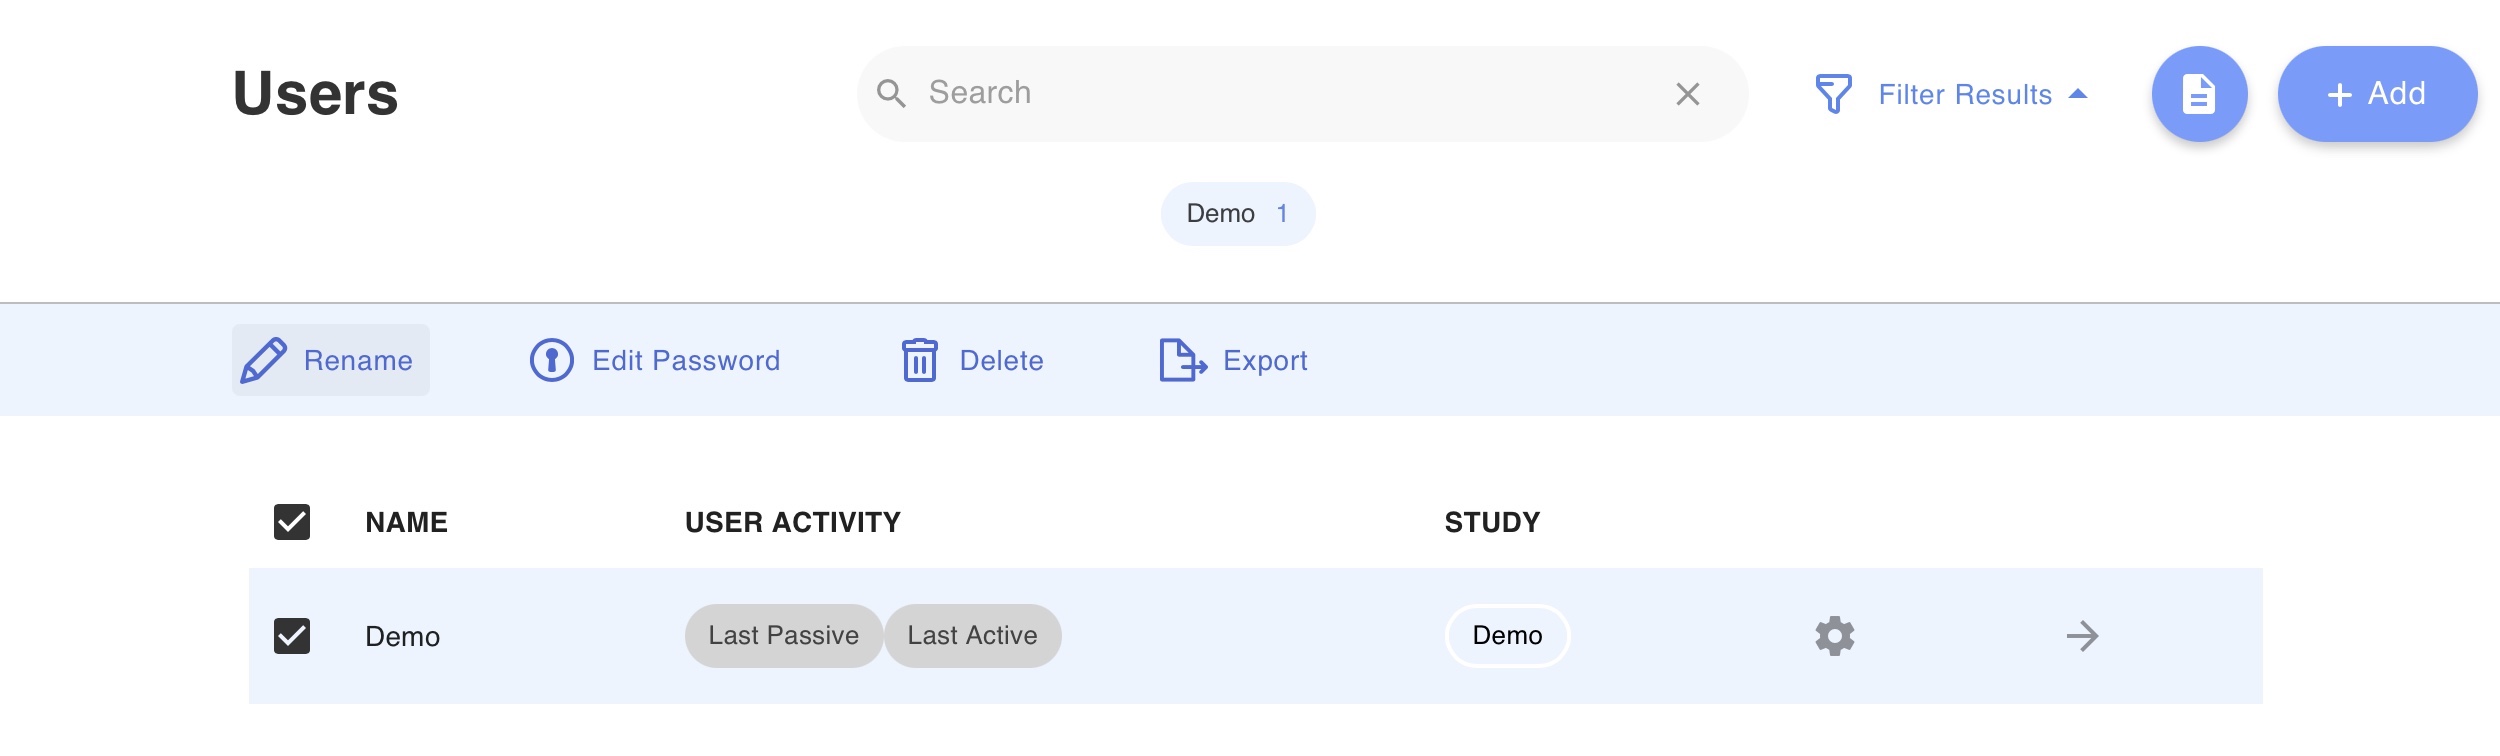 Users Search Filter Results Add
Demo 1
Rename Edit Password Delete Export
NAME USER ACTIVITY STUDY
Demo Last Passive Last Active Demo